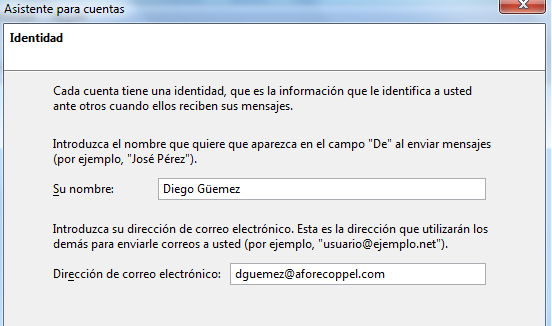 Asistente para cuentas
Identidad
Cada cuenta tiene una identidad, que es la información que le identifica a usted
ante otros cuando ellos reciben sus mensajes.
Introduzca el nombre que quiere que aparezca en el campo "De" al enviar mensajes
(por ejemplo, "José Pérez").
Su nombre: Diego Güemez
Introduzca su dirección de correo electrónico. Esta es la dirección que utilizarán los
demás para enviarle correos a usted (por ejemplo, "usuario@ejemplo.net").
Dirección de correo electrónico: dguemez@aforecoppel.com